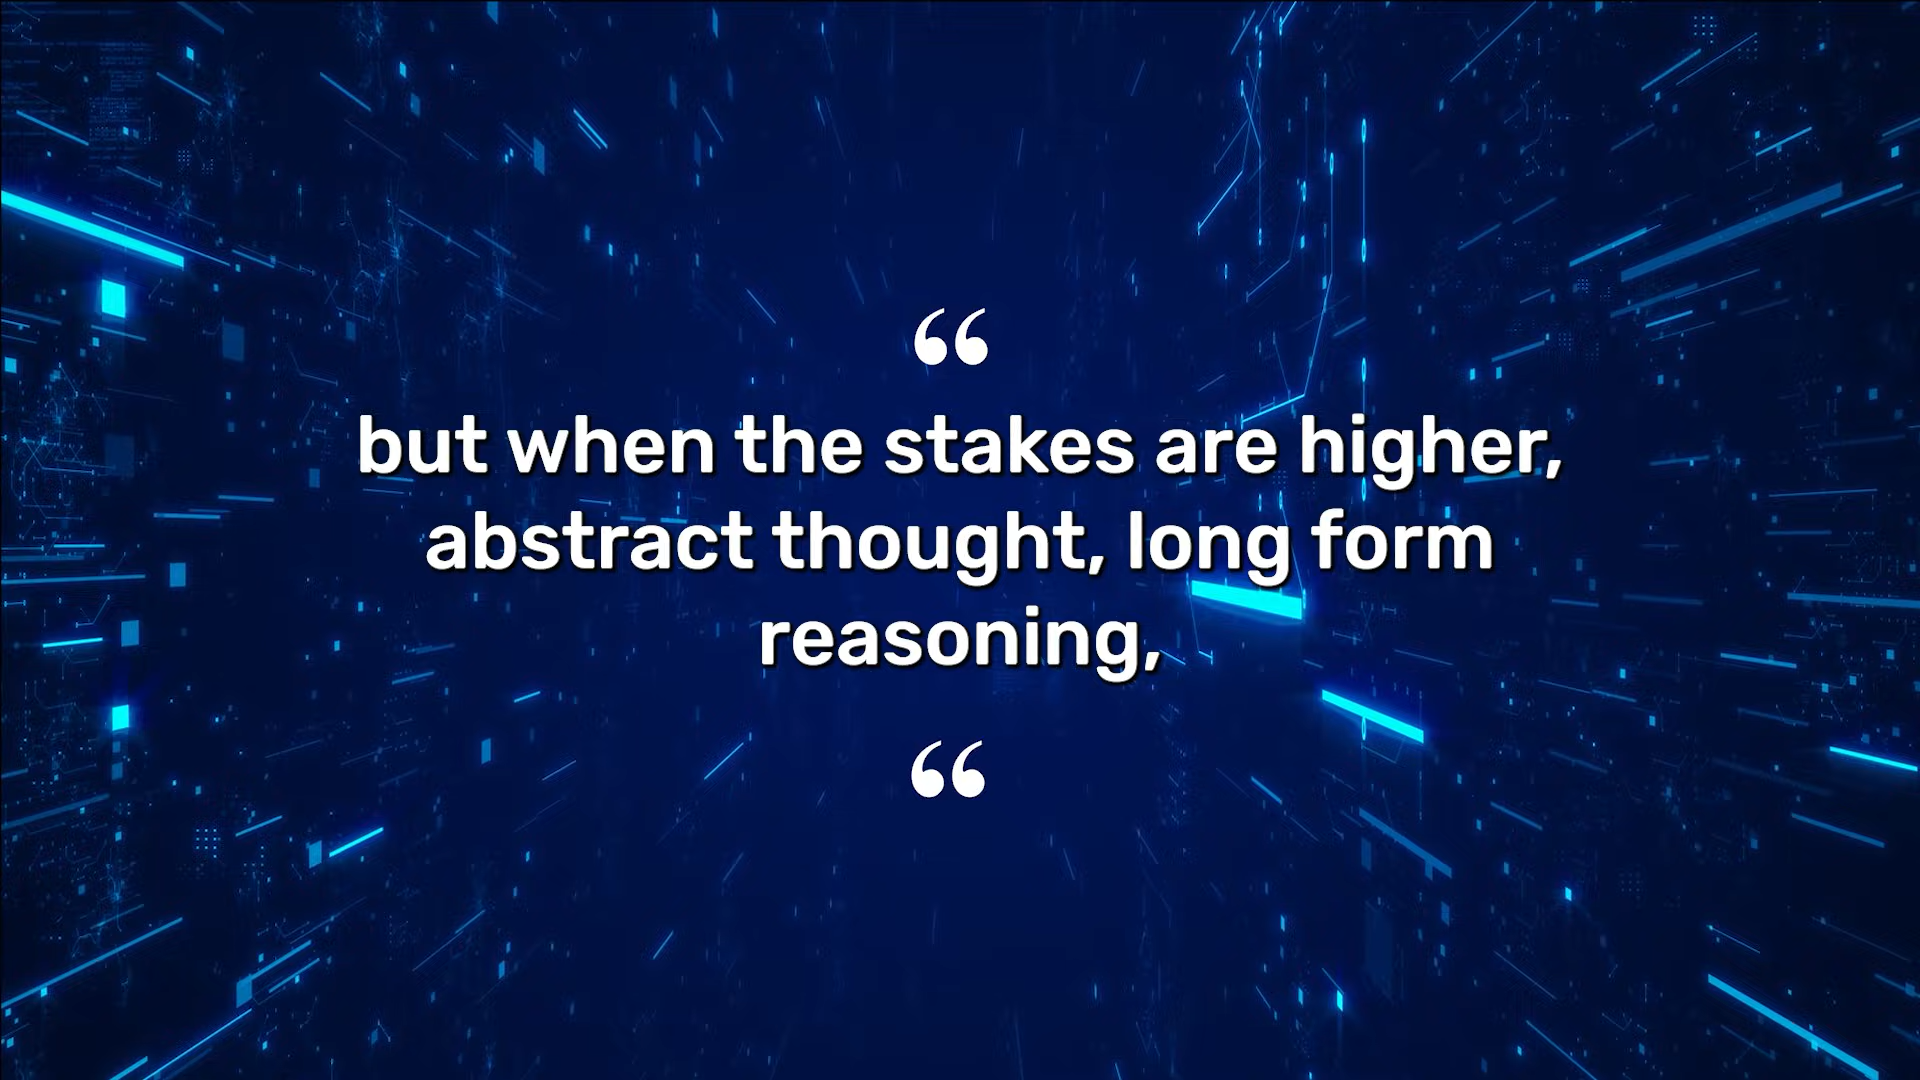 “
but when the stakes are higher,
abstract thought, long form
reasoning,
“